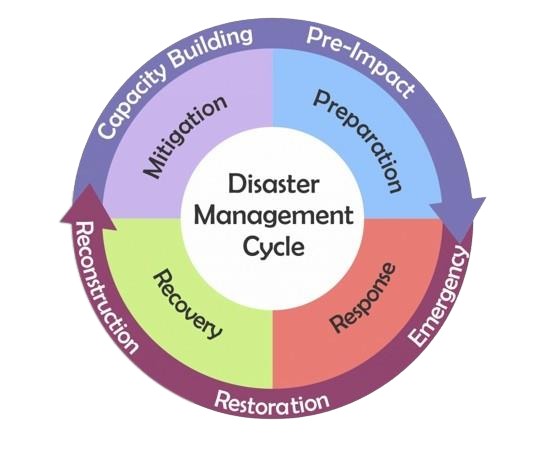 Capacity Building
Pre-Impact
Mitigation
Preparation
Disaster
Management
Cycle
Reconstruction
Recovery
Response
Emergency
Restoration